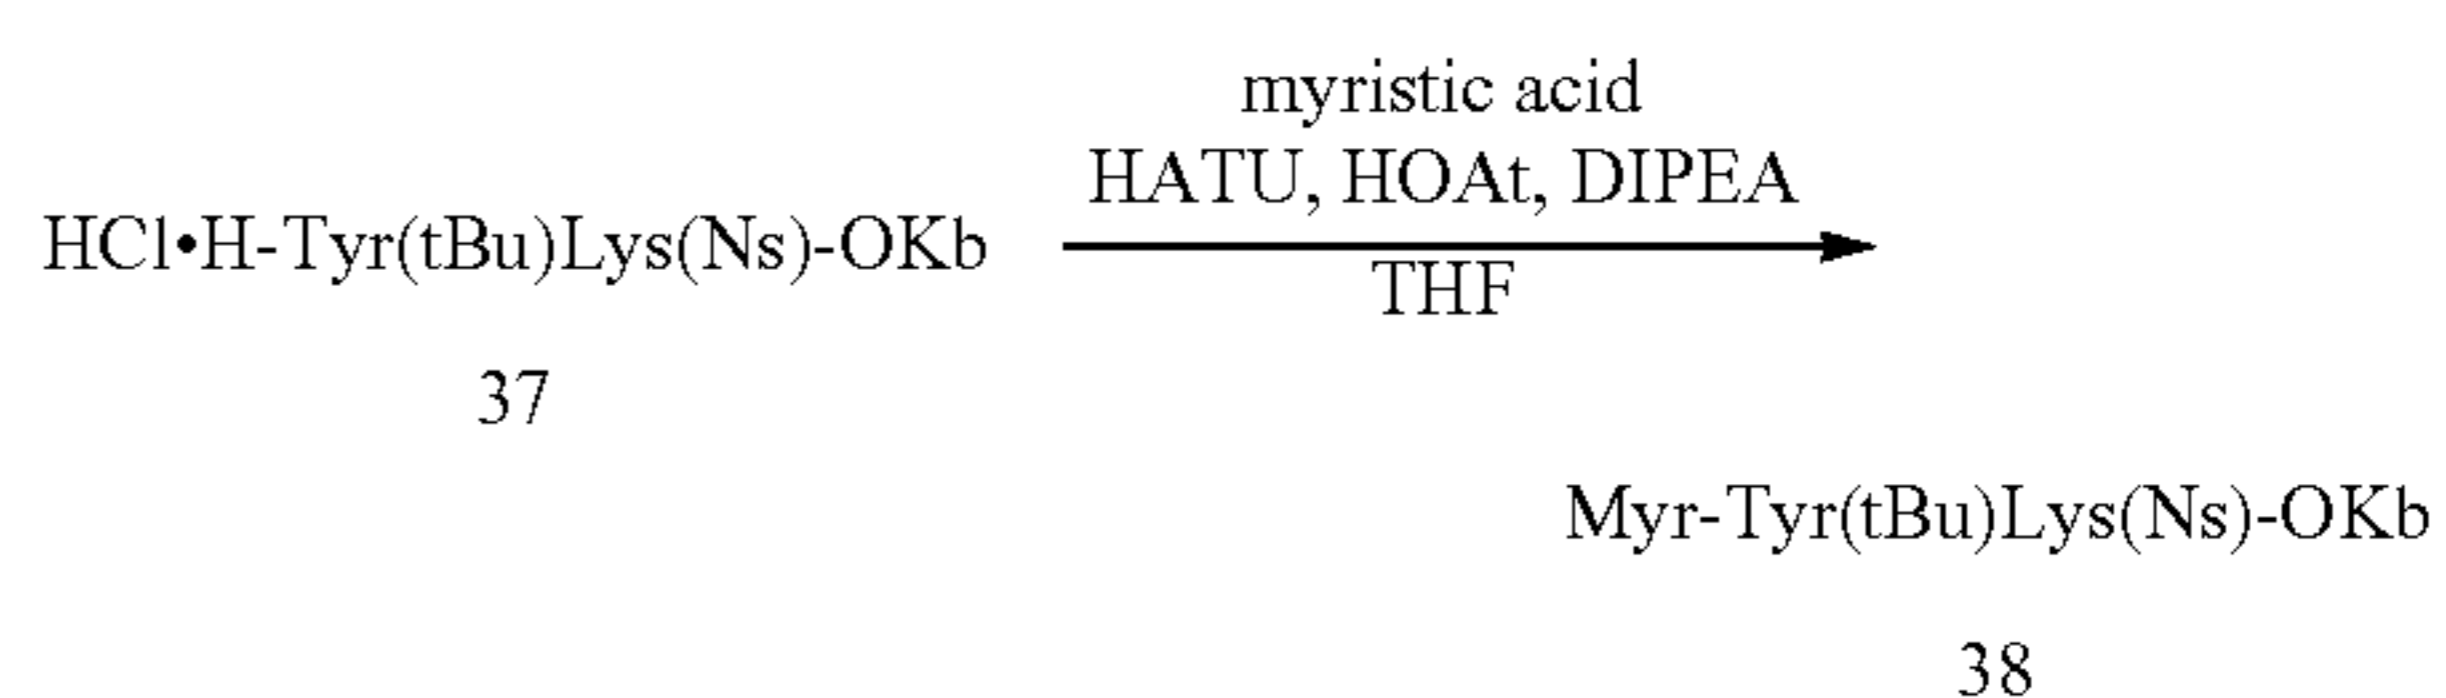 myristic acid
HATU, HOAt, DIPEA
HCl•H-Tyr(tBu)Lys(Ns)-OKb
THF
37
Myr-Tyr(tBu)Lys(Ns)-OKb
38